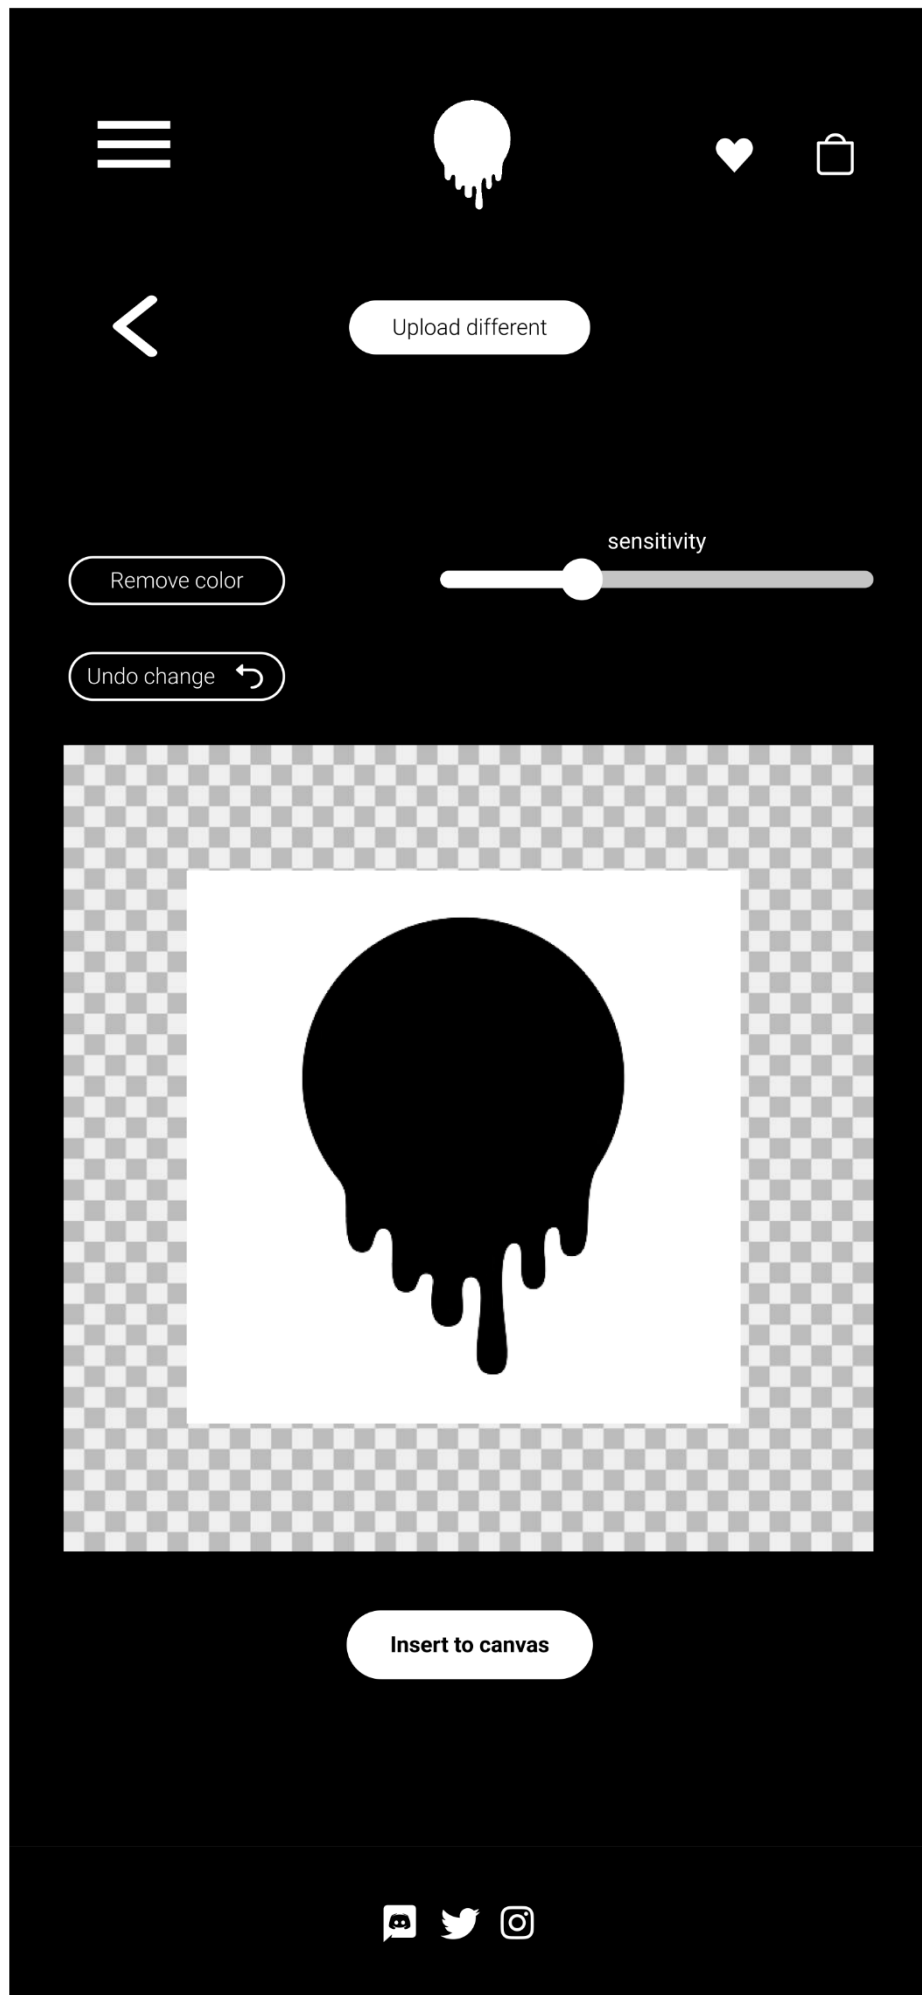 Upload different
sensitivity
Remove color
Undo change
Insert to canvas